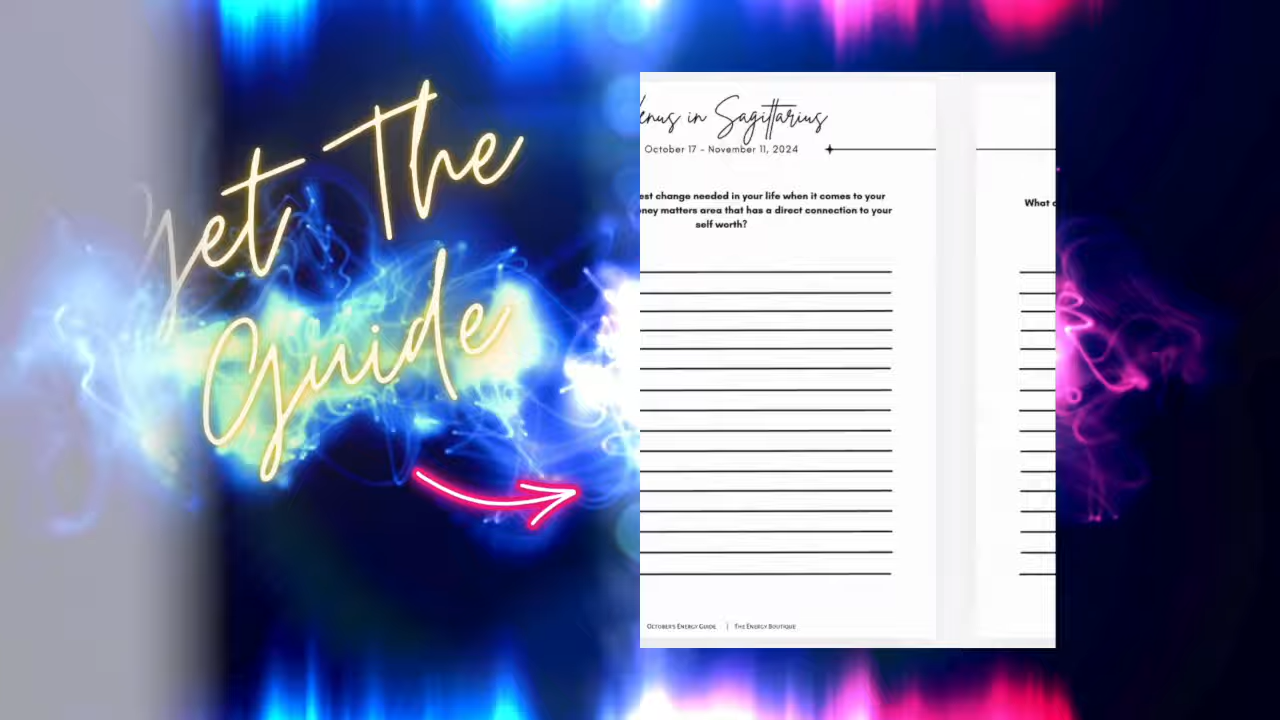 Get The
Guide
enus in Sagittarius
October 17 - November 11, 2024
est change needed in your life when it comes to your
ney matters area that has a direct connection to your
self worth?
What
October's Energy Guide | The Energy Boutique